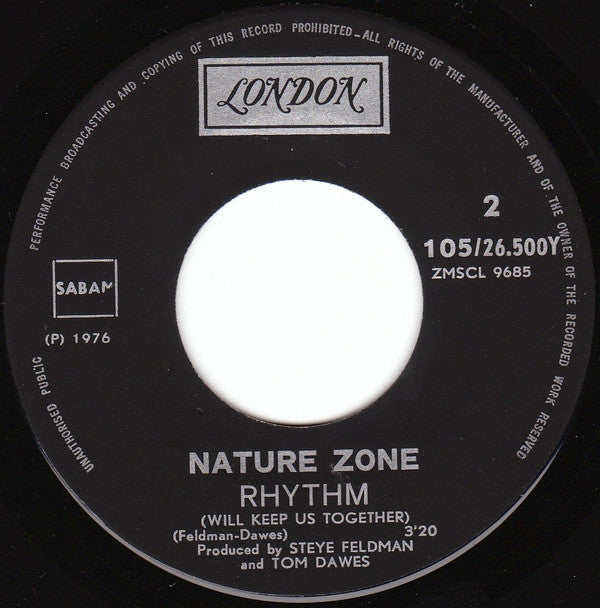 ALL RIGHTS OF THE MANUFACTURER AND OF THE OWNER OF THE RECORDED WORK RESERVED
UNAUTHORISED PUBLIC PERFORMANCE BROADCASTING AND COPYING OF THIS RECORD PROHIBITED–
LONDON
2
105/26.500Y
ZMSCL 9685
SABAM
(P) 1976
NATURE ZONE
RHYTHM
(WILL KEEP US TOGETHER)
(Feldman-Dawes) 3'20
Produced by STEYE FELDMAN
and TOM DAWES